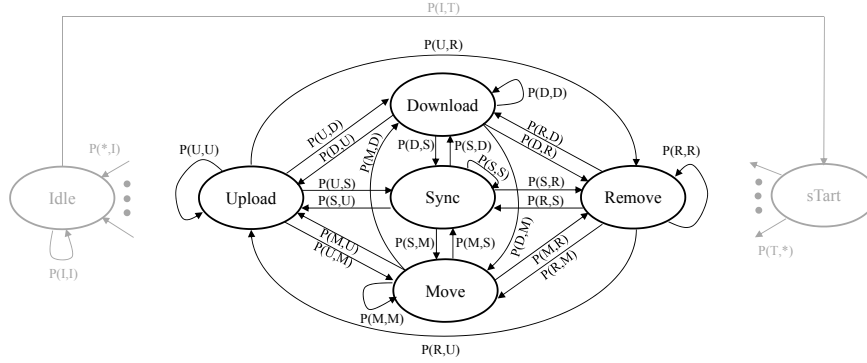 P(I,T)
P(U,R)
Download
P(D,D)
P(U,D)
P(D,U)
P(M,D)
P(D,S)
P(S,D)
P(R,D)
P(D,R)
P(*,I)
P(U,U)
P(S,S)
P(R,R)
Idle
Upload
P(U,S)
P(S,U)
Sync
P(S,R)
P(R,S)
Remove
sTart
P(I,I)
P(M,U)
P(U,M)
P(S,M)
P(M,S)
P(D,M)
P(M,R)
P(R,M)
P(T,*)
Move
P(M,M)
P(R,U)